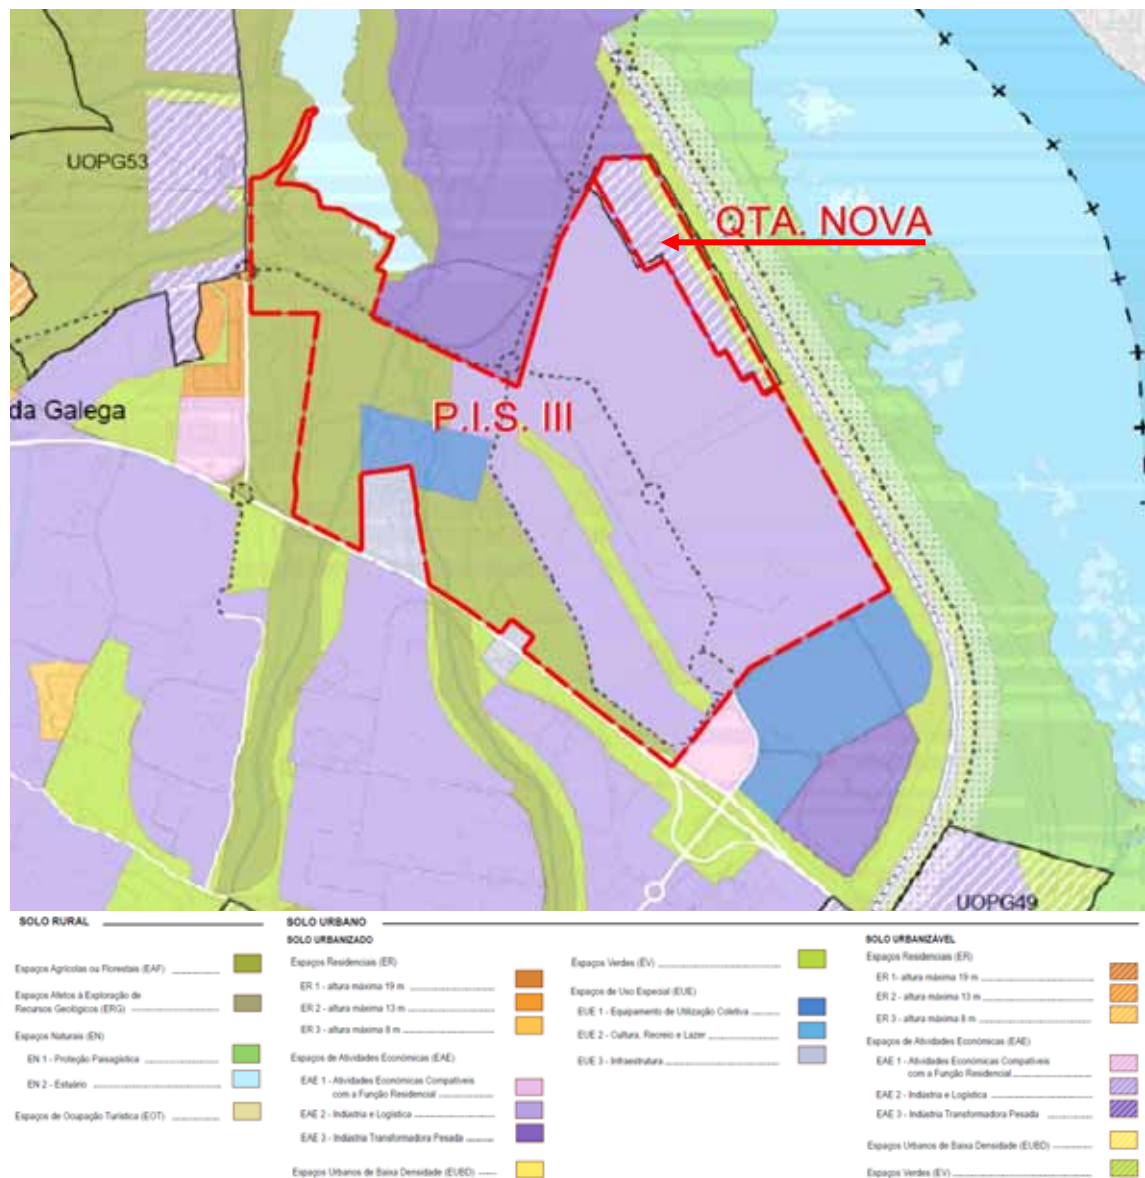 UOPG53
QTA. NOVA
da Galega
P.I.S. III
UOPG49
SOLO RURAL
Espaços Agrícolas ou Florestais (EAF)
Espaços Afetos à Exploração de
Recursos Geológicos (ERG)
Espaços Naturais (EN)
EN 1 - Proteção Paisagística
EN 2 - Estuário
Espaços de Ocupação Turística (EOT)
SOLO URBANO
SOLO URBANIZADO
Espaços Residenciais (ER)
ER 1 - altura máxima 19 m
ER 2 - altura máxima 13 m
ER 3 - altura máxima 8 m
Espaços de Atividades Económicas (EAE)
EAE 1 - Atividades Económicas Compatíveis
com a Função Residencial
EAE 2 - Indústria e Logística
EAE 3 - Indústria Transformadora Pesada
Espaços Urbanos de Baixa Densidade (EUBD)
Espaços Verdes (EV)
Espaços de Uso Especial (EUE)
EUE 1 - Equipamento de Utilização Coletiva
EUE 2 - Cultura, Recreio e Lazer
EUE 3 - Infraestrutura
SOLO URBANIZÁVEL
Espaços Residenciais (ER)
ER 1- altura máxima 19 m
ER 2 - altura máxima 13 m
ER 3 - altura máxima 8 m
Espaços de Atividades Económicas (EAE)
EAE 1 - Atividades Económicas Compatíveis
com a Função Residencial
EAE 2 - Indústria e Logística
EAE 3 - Indústria Transformadora Pesada
Espaços Urbanos de Baixa Densidade (EUBD)
Espaços Verdes (EV)